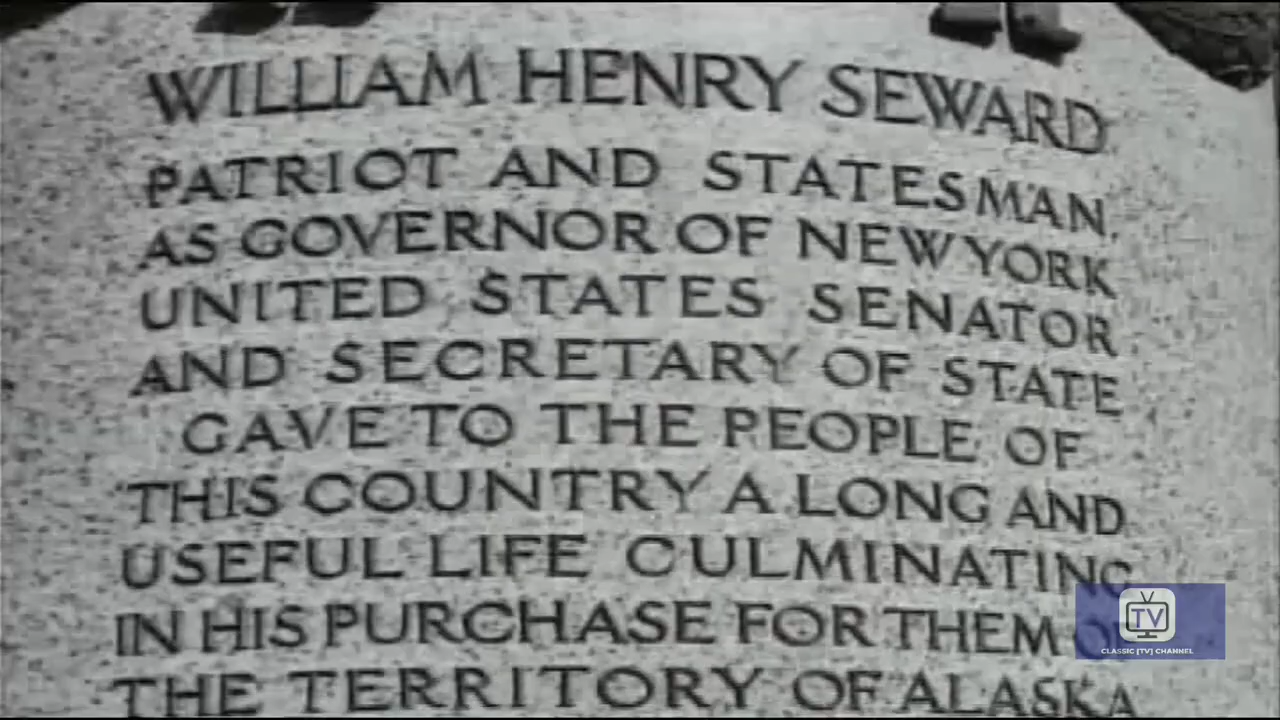 WILLIAM HENRY SEWARD
PATRIOT AND STATESMAN.
AS GOVERNOR OF NEW YORK
UNITED STATES SENATOR
AND SECRETARY OF STATE
GAVE TO THE PEOPLE OF
THIS COUNTRY A LONG AND
USEFUL LIFE CULMINATING
IN HIS PURCHASE FOR THEM OF
THE TERRITORY OF ALASKA
TV
CLASSIC [TV] CHANNEL